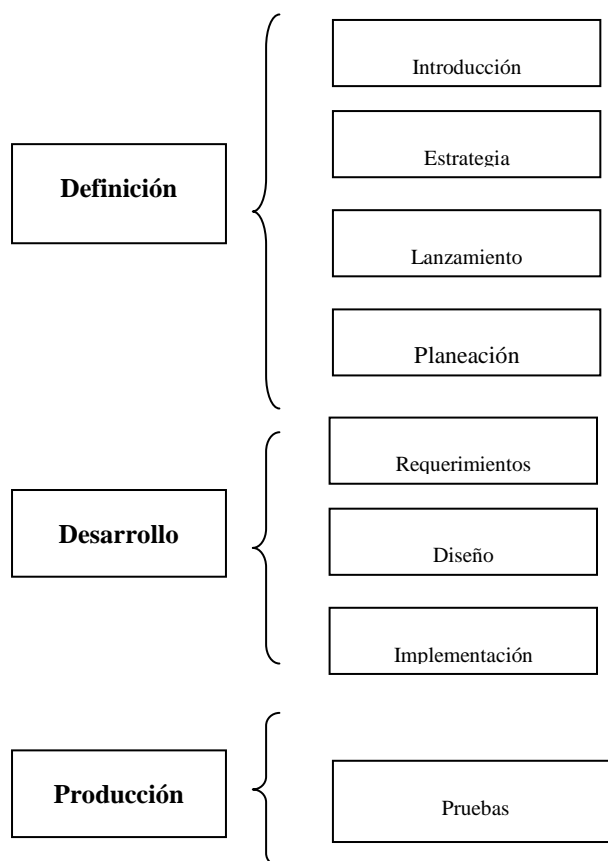 Definición
Introducción
Estrategia
Lanzamiento
Planeación
Desarrollo
Requerimientos
Diseño
Implementación
Producción
Pruebas